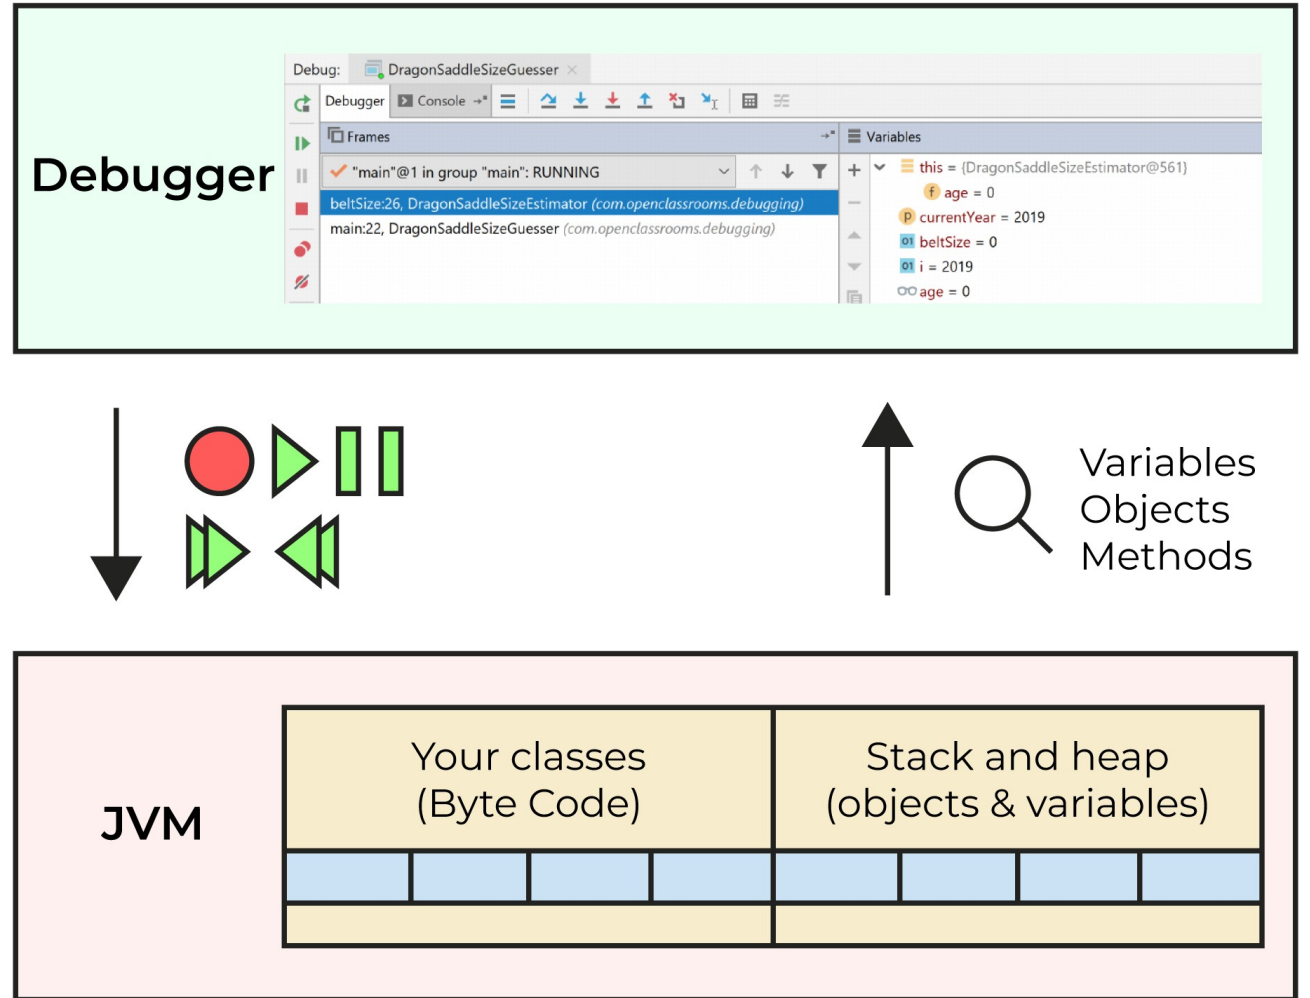 Debug: DragonSaddleSizeGuesser
Debugger Console
Frames
Variables
Debugger
"main"@1 in group "main": RUNNING
beltSize:26, DragonSaddleSizeEstimator (com.openclassrooms.debugging)
main:22, DragonSaddleSizeGuesser (com.openclassrooms.debugging)
this = {DragonSaddleSizeEstimator@561}
f age = 0
p currentYear = 2019
01 beltSize = 0
01 i = 2019
age = 0
Variables
Objects
Methods
JVM
Your classes
(Byte Code)
Stack and heap
(objects & variables)